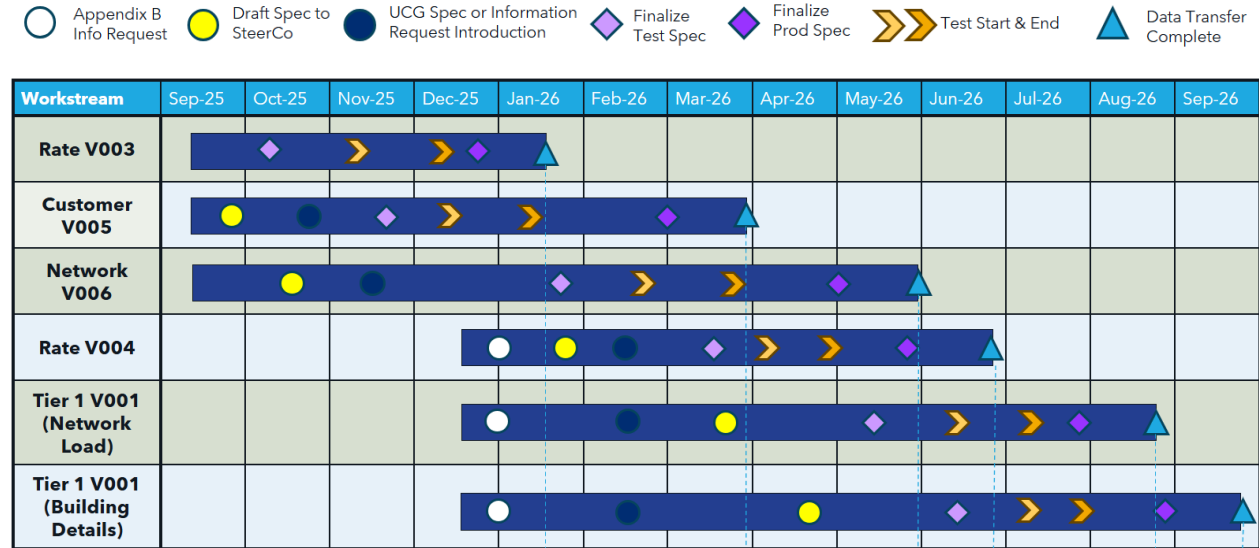 Appendix B
Info Request
Draft Spec to
SteerCo
UCG Spec or Information
Request Introduction
Finalize
Test Spec
Finalize
Prod Spec
Test Start & End
Data Transfer
Complete
Workstream Sep-25 Oct-25 Nov-25 Dec-25 Jan-26 Feb-26 Mar-26 Apr-26 May-26 Jun-26 Jul-26 Aug-26 Sep-26
Rate V003
Customer
V005
Network
V006
Rate V004
Tier 1 V001
(Network
Load)
Tier 1 V001
(Building
Details)